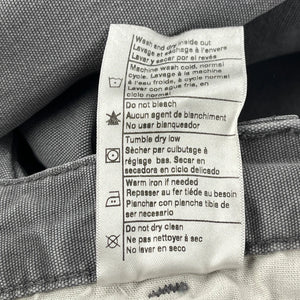 Wash and dry inside out
Lavage et séchage à l'envers
Lavar y secar por el revés
Machine wash cold, normal
cycle. Lavage à la machine
à l'eau froide, à cycle normal
Lavar con agua fria, en
ciclo normal
Do not bleach
Aucun agent de blanchiment
No usar blanqueador
Tumble dry low
Sècher par culbutage à
réglage bas. Secar en
secadora en ciclo delicado
Warm iron if needed
Repasser au fer tiède au besoin
Planchar con plancha tibia de
ser necesario
Do not dry clean
Ne pas nettoyer à sec
No lavar en seco